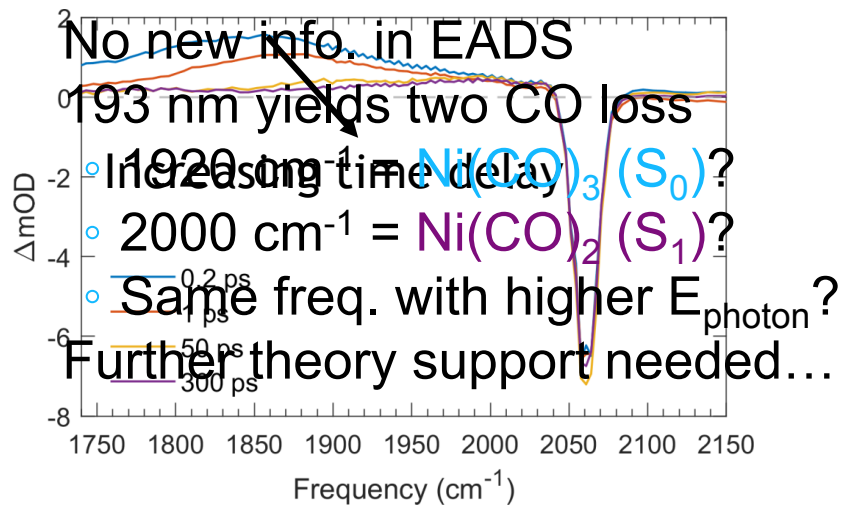 2
No new info. in EADS
0
193 nm yields two CO loss
1920 cm⁻¹ = Ni(CO)₃ (S₀)?
Increasing time delay
-2
2000 cm⁻¹ = Ni(CO)₂ (S₁)?
-4
ΔmOD
0.2 ps
Same freq. with higher E_photon?
1 ps
-6
50 ps
Further theory support needed…
300 ps
-8
1750 1800 1850 1900 1950 2000 2050 2100 2150
Frequency (cm⁻¹)